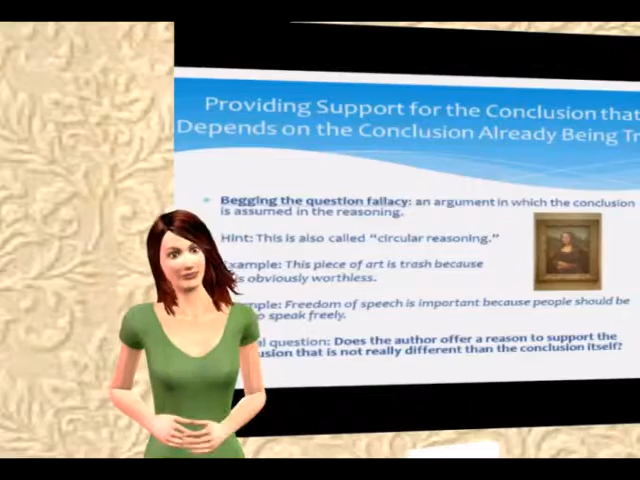 Providing Support for the Conclusion that
Depends on the Conclusion Already Being Tr
Begging the question fallacy: an argument in which the conclusion
is assumed in the reasoning.
Hint: This is also called “circular reasoning.”
Example: This piece of art is trash because
is obviously worthless.
mple: Freedom of speech is important because people should be
o speak freely.
al question: Does the author offer a reason to support the
usion that is not really different than the conclusion itself?